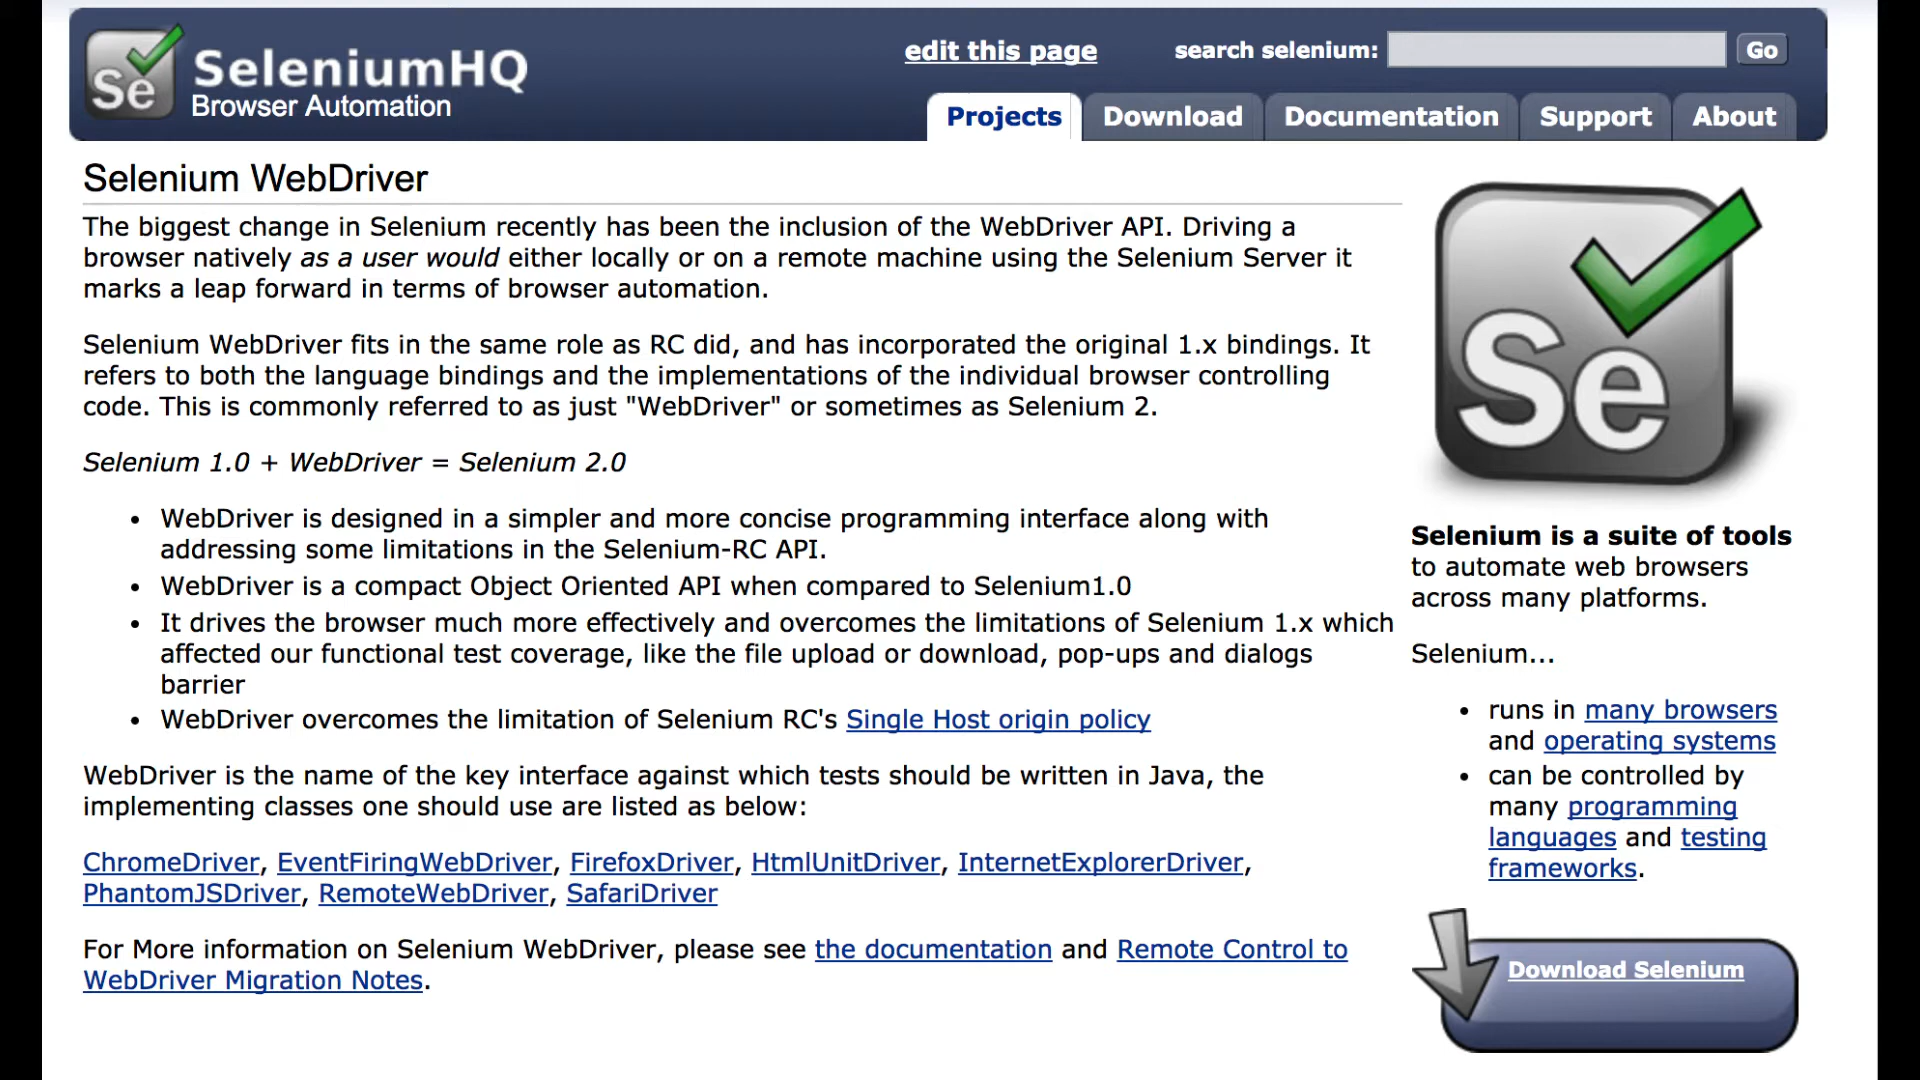 Se
SeleniumHQ
Browser Automation
edit this page
search selenium:
Go
Projects
Download
Documentation
Support
About
Selenium WebDriver
The biggest change in Selenium recently has been the inclusion of the WebDriver API. Driving a
browser natively as a user would either locally or on a remote machine using the Selenium Server it
marks a leap forward in terms of browser automation.
Selenium WebDriver fits in the same role as RC did, and has incorporated the original 1.x bindings. It
refers to both the language bindings and the implementations of the individual browser controlling
code. This is commonly referred to as just "WebDriver" or sometimes as Selenium 2.
Selenium 1.0 + WebDriver = Selenium 2.0
• WebDriver is designed in a simpler and more concise programming interface along with
addressing some limitations in the Selenium-RC API.
• WebDriver is a compact Object Oriented API when compared to Selenium1.0
• It drives the browser much more effectively and overcomes the limitations of Selenium 1.x which
affected our functional test coverage, like the file upload or download, pop-ups and dialogs
barrier
• WebDriver overcomes the limitation of Selenium RC's Single Host origin policy
WebDriver is the name of the key interface against which tests should be written in Java, the
implementing classes one should use are listed as below:
ChromeDriver, EventFiringWebDriver, FirefoxDriver, HtmlUnitDriver, InternetExplorerDriver,
PhantomJSDriver, RemoteWebDriver, SafariDriver
For More information on Selenium WebDriver, please see the documentation and Remote Control to
WebDriver Migration Notes.
Se
Selenium is a suite of tools
to automate web browsers
across many platforms.
Selenium...
• runs in many browsers
and operating systems
• can be controlled by
many programming
languages and testing
frameworks.
Download Selenium